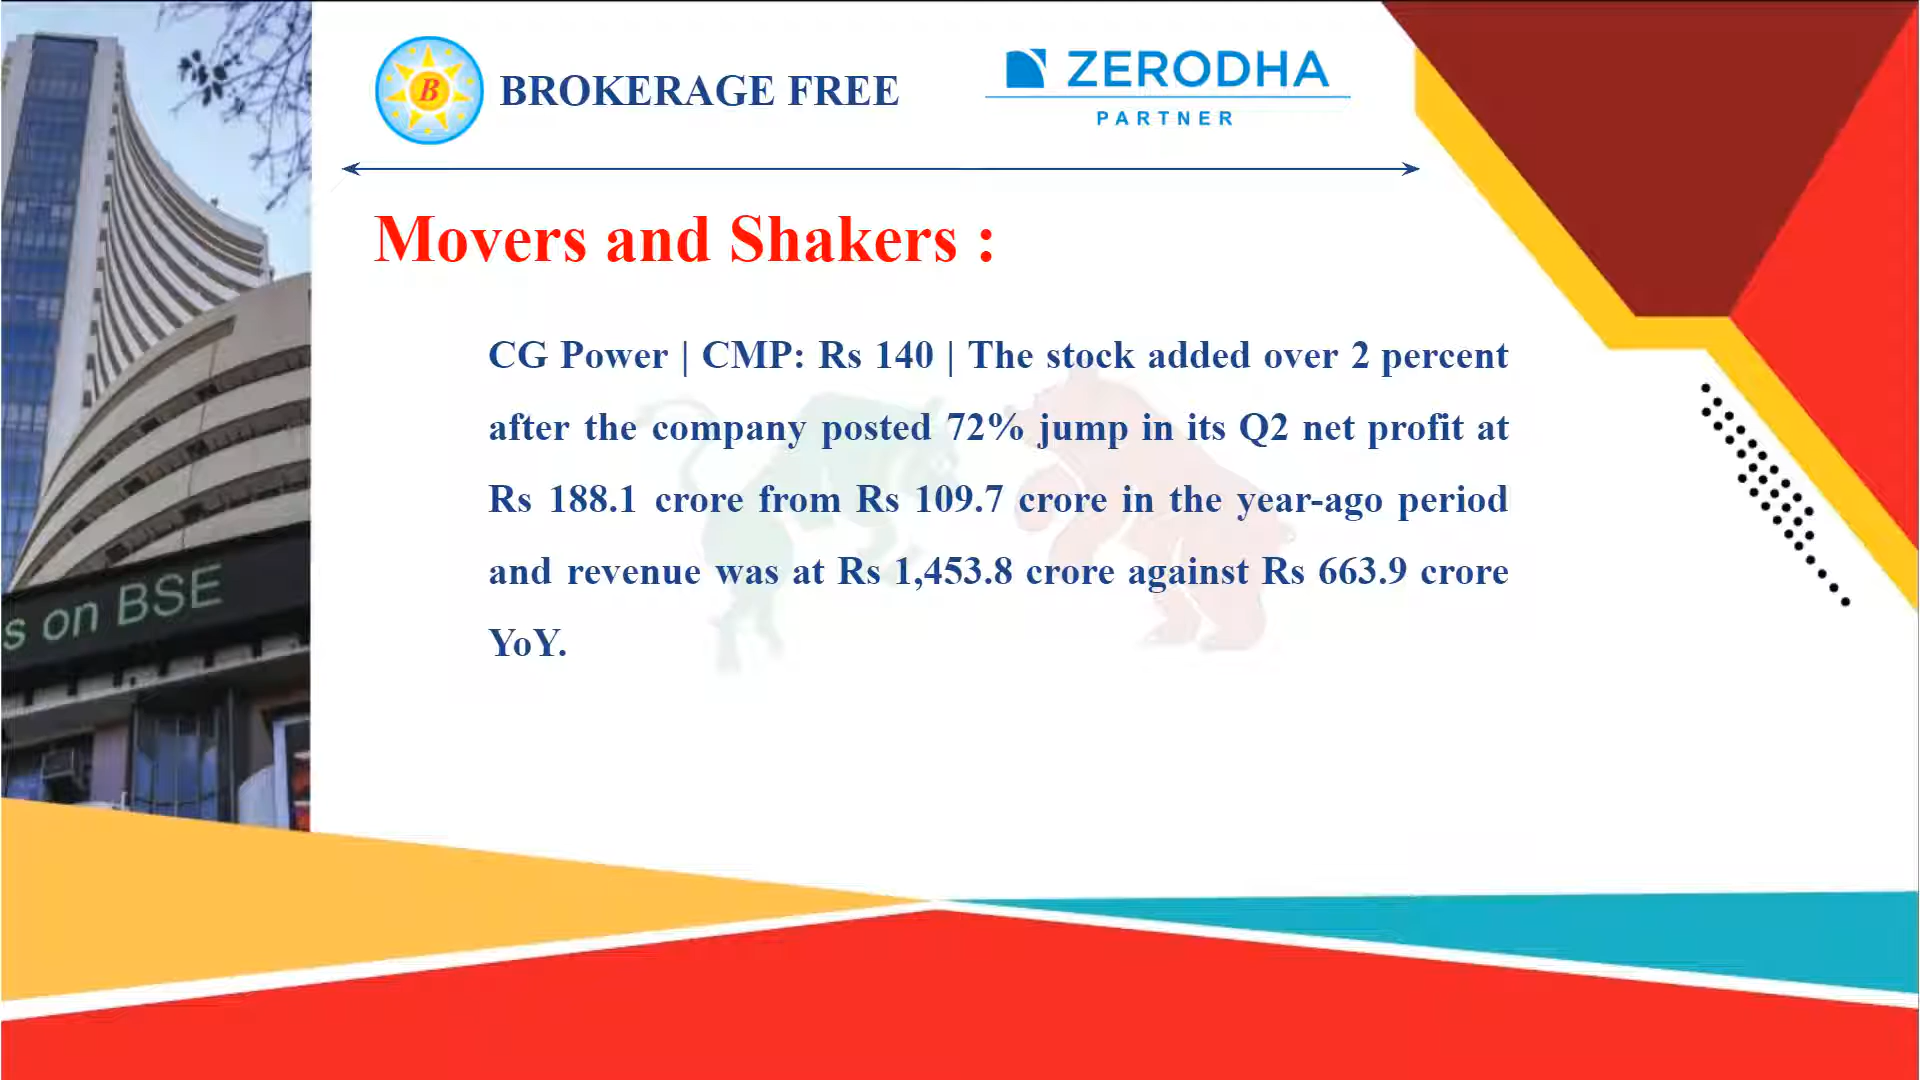 B BROKERAGE FREE
ZERODHA
PARTNER
Movers and Shakers :
CG Power | CMP: Rs 140 | The stock added over 2 percent
after the company posted 72% jump in its Q2 net profit at
Rs 188.1 crore from Rs 109.7 crore in the year-ago period
and revenue was at Rs 1,453.8 crore against Rs 663.9 crore
YoY.
s on BSE